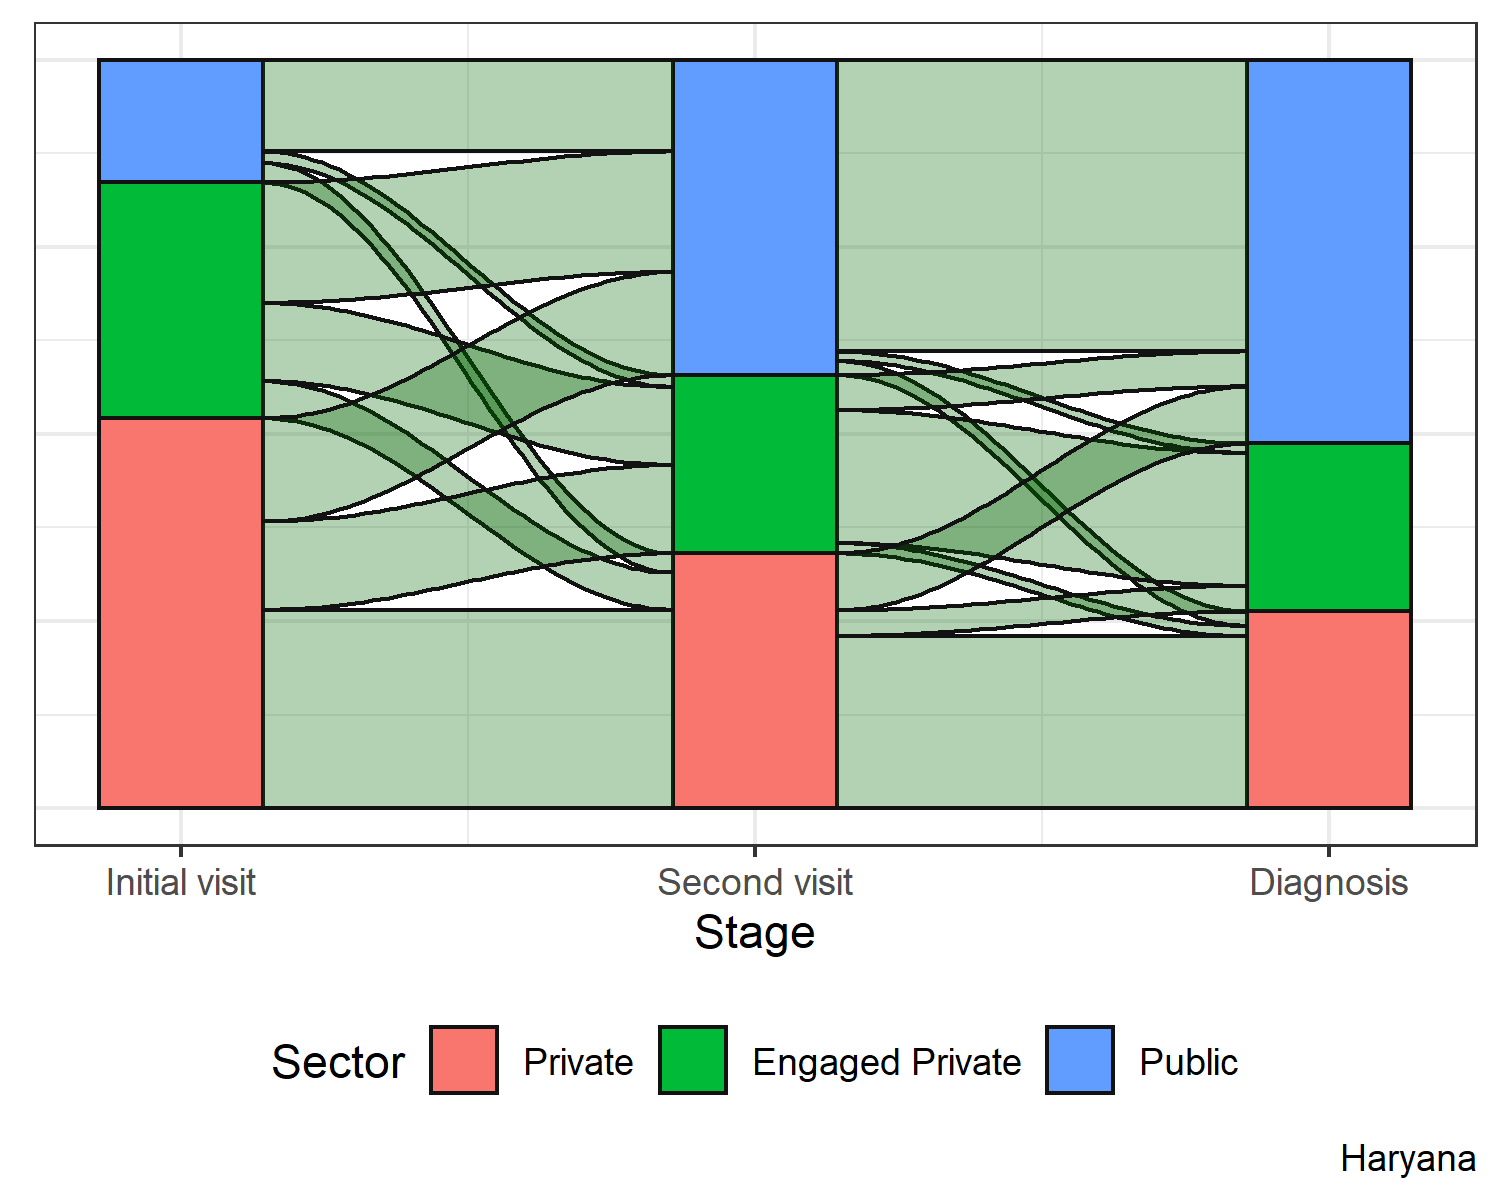 Initial visit Second visit Diagnosis
Stage
Sector Private Engaged Private Public
Haryana